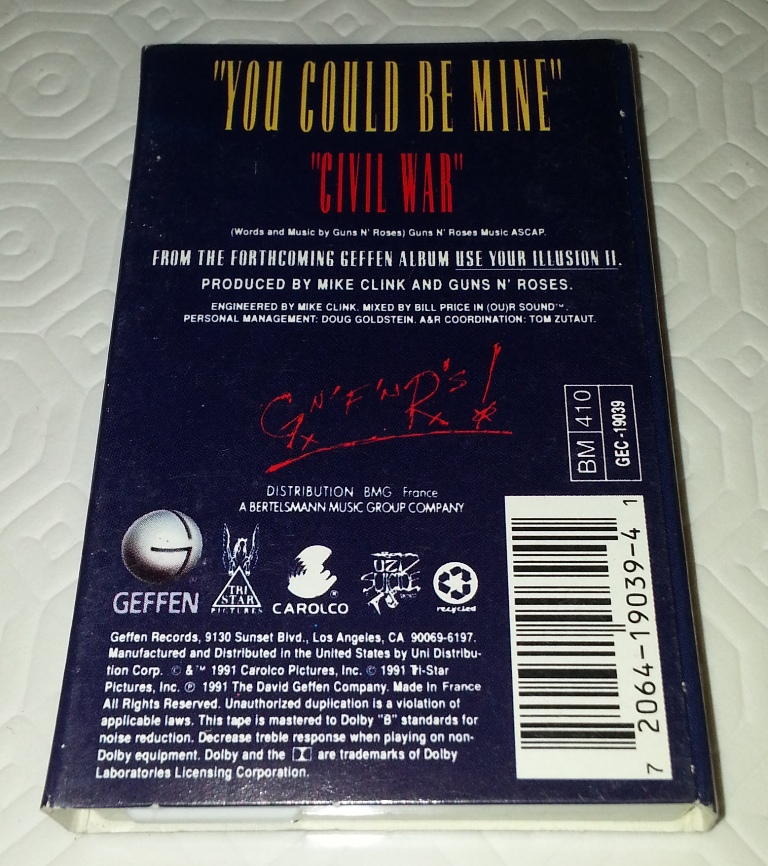 "YOU COULD BE MINE"
"CIVIL WAR"
(Words and Music by Guns N' Roses) Guns N' Roses Music ASCAP.
FROM THE FORTHCOMING GEFFEN ALBUM USE YOUR ILLUSION II.
PRODUCED BY MIKE CLINK AND GUNS N' ROSES.
ENGINEERED BY MIKE CLINK. MIXED BY BILL PRICE IN (OU)R SOUND™.
PERSONAL MANAGEMENT: DOUG GOLDSTEIN. A&R COORDINATION: TOM ZUTAUT.
G N' F' N R's!
BM 410
GEC-19039
DISTRIBUTION BMG France
A BERTELSMANN MUSIC GROUP COMPANY
GEFFEN
TRI
STAR
PICTURES
CAROLCO
UZI
SUICIDE
recycled
Geffen Records, 9130 Sunset Blvd., Los Angeles, CA 90069-6197.
Manufactured and Distributed in the United States by Uni Distribu-
tion Corp. © & ™ 1991 Carolco Pictures, Inc. © 1991 Tri-Star
Pictures, Inc. ℗ 1991 The David Geffen Company. Made In France
All Rights Reserved. Unauthorized duplication is a violation of
applicable laws. This tape is mastered to Dolby "B" standards for
noise reduction. Decrease treble response when playing on non-
Dolby equipment. Dolby and the are trademarks of Dolby
Laboratories Licensing Corporation.
7 2064-19039-4 1